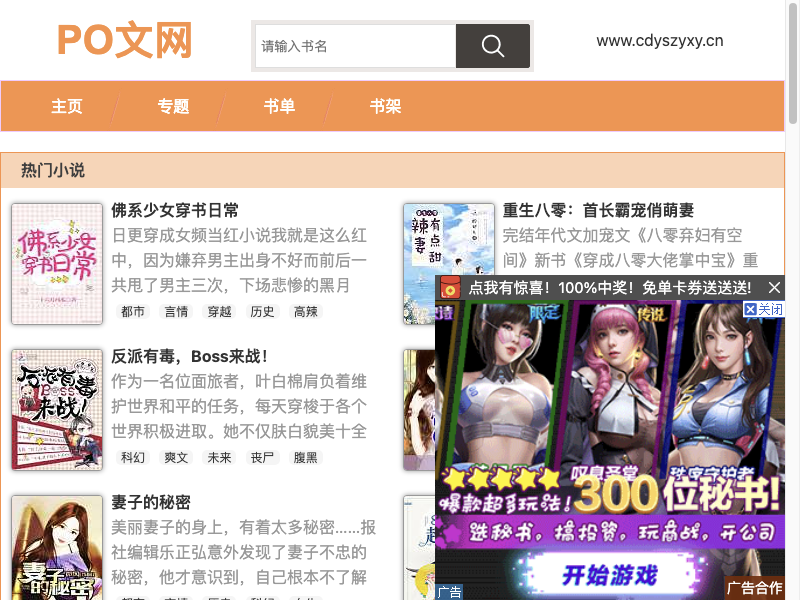 PO文网
请输入书名
www.cdyszyxy.cn
主页
专题
书单
书架
热门小说
佛系少女穿书日常
佛系少女穿书日常
日更穿成女频当红小说我就是这么红
中，因为嫌弃男主出身不好而前后一
共甩了男主三次，下场悲惨的黑月
都市 言情 穿越 历史 高辣
辣妻有点甜
重生八零：首长霸宠俏萌妻
完结年代文加宠文《八零弃妇有空
间》新书《穿成八零大佬掌中宝》重
反派有毒
Boss
来战!
反派有毒，Boss来战！
作为一名位面旅者，叶白棉肩负着维
护世界和平的任务，每天穿梭于各个
世界积极进取。她不仅肤白貌美十全
科幻 爽文 未来 丧尸 腹黑
妻子的秘密
妻子的秘密
美丽妻子的身上，有着太多秘密……报
社编辑乐正弘意外发现了妻子不忠的
秘密，他才意识到，自己根本不了解
点我有惊喜！100%中奖！免单卡券送送送!
关闭
限定
传说
爆款超多玩法!300位秘书!
选秘书,搞投资,玩商战,开公司
开始游戏
广告
广告合作